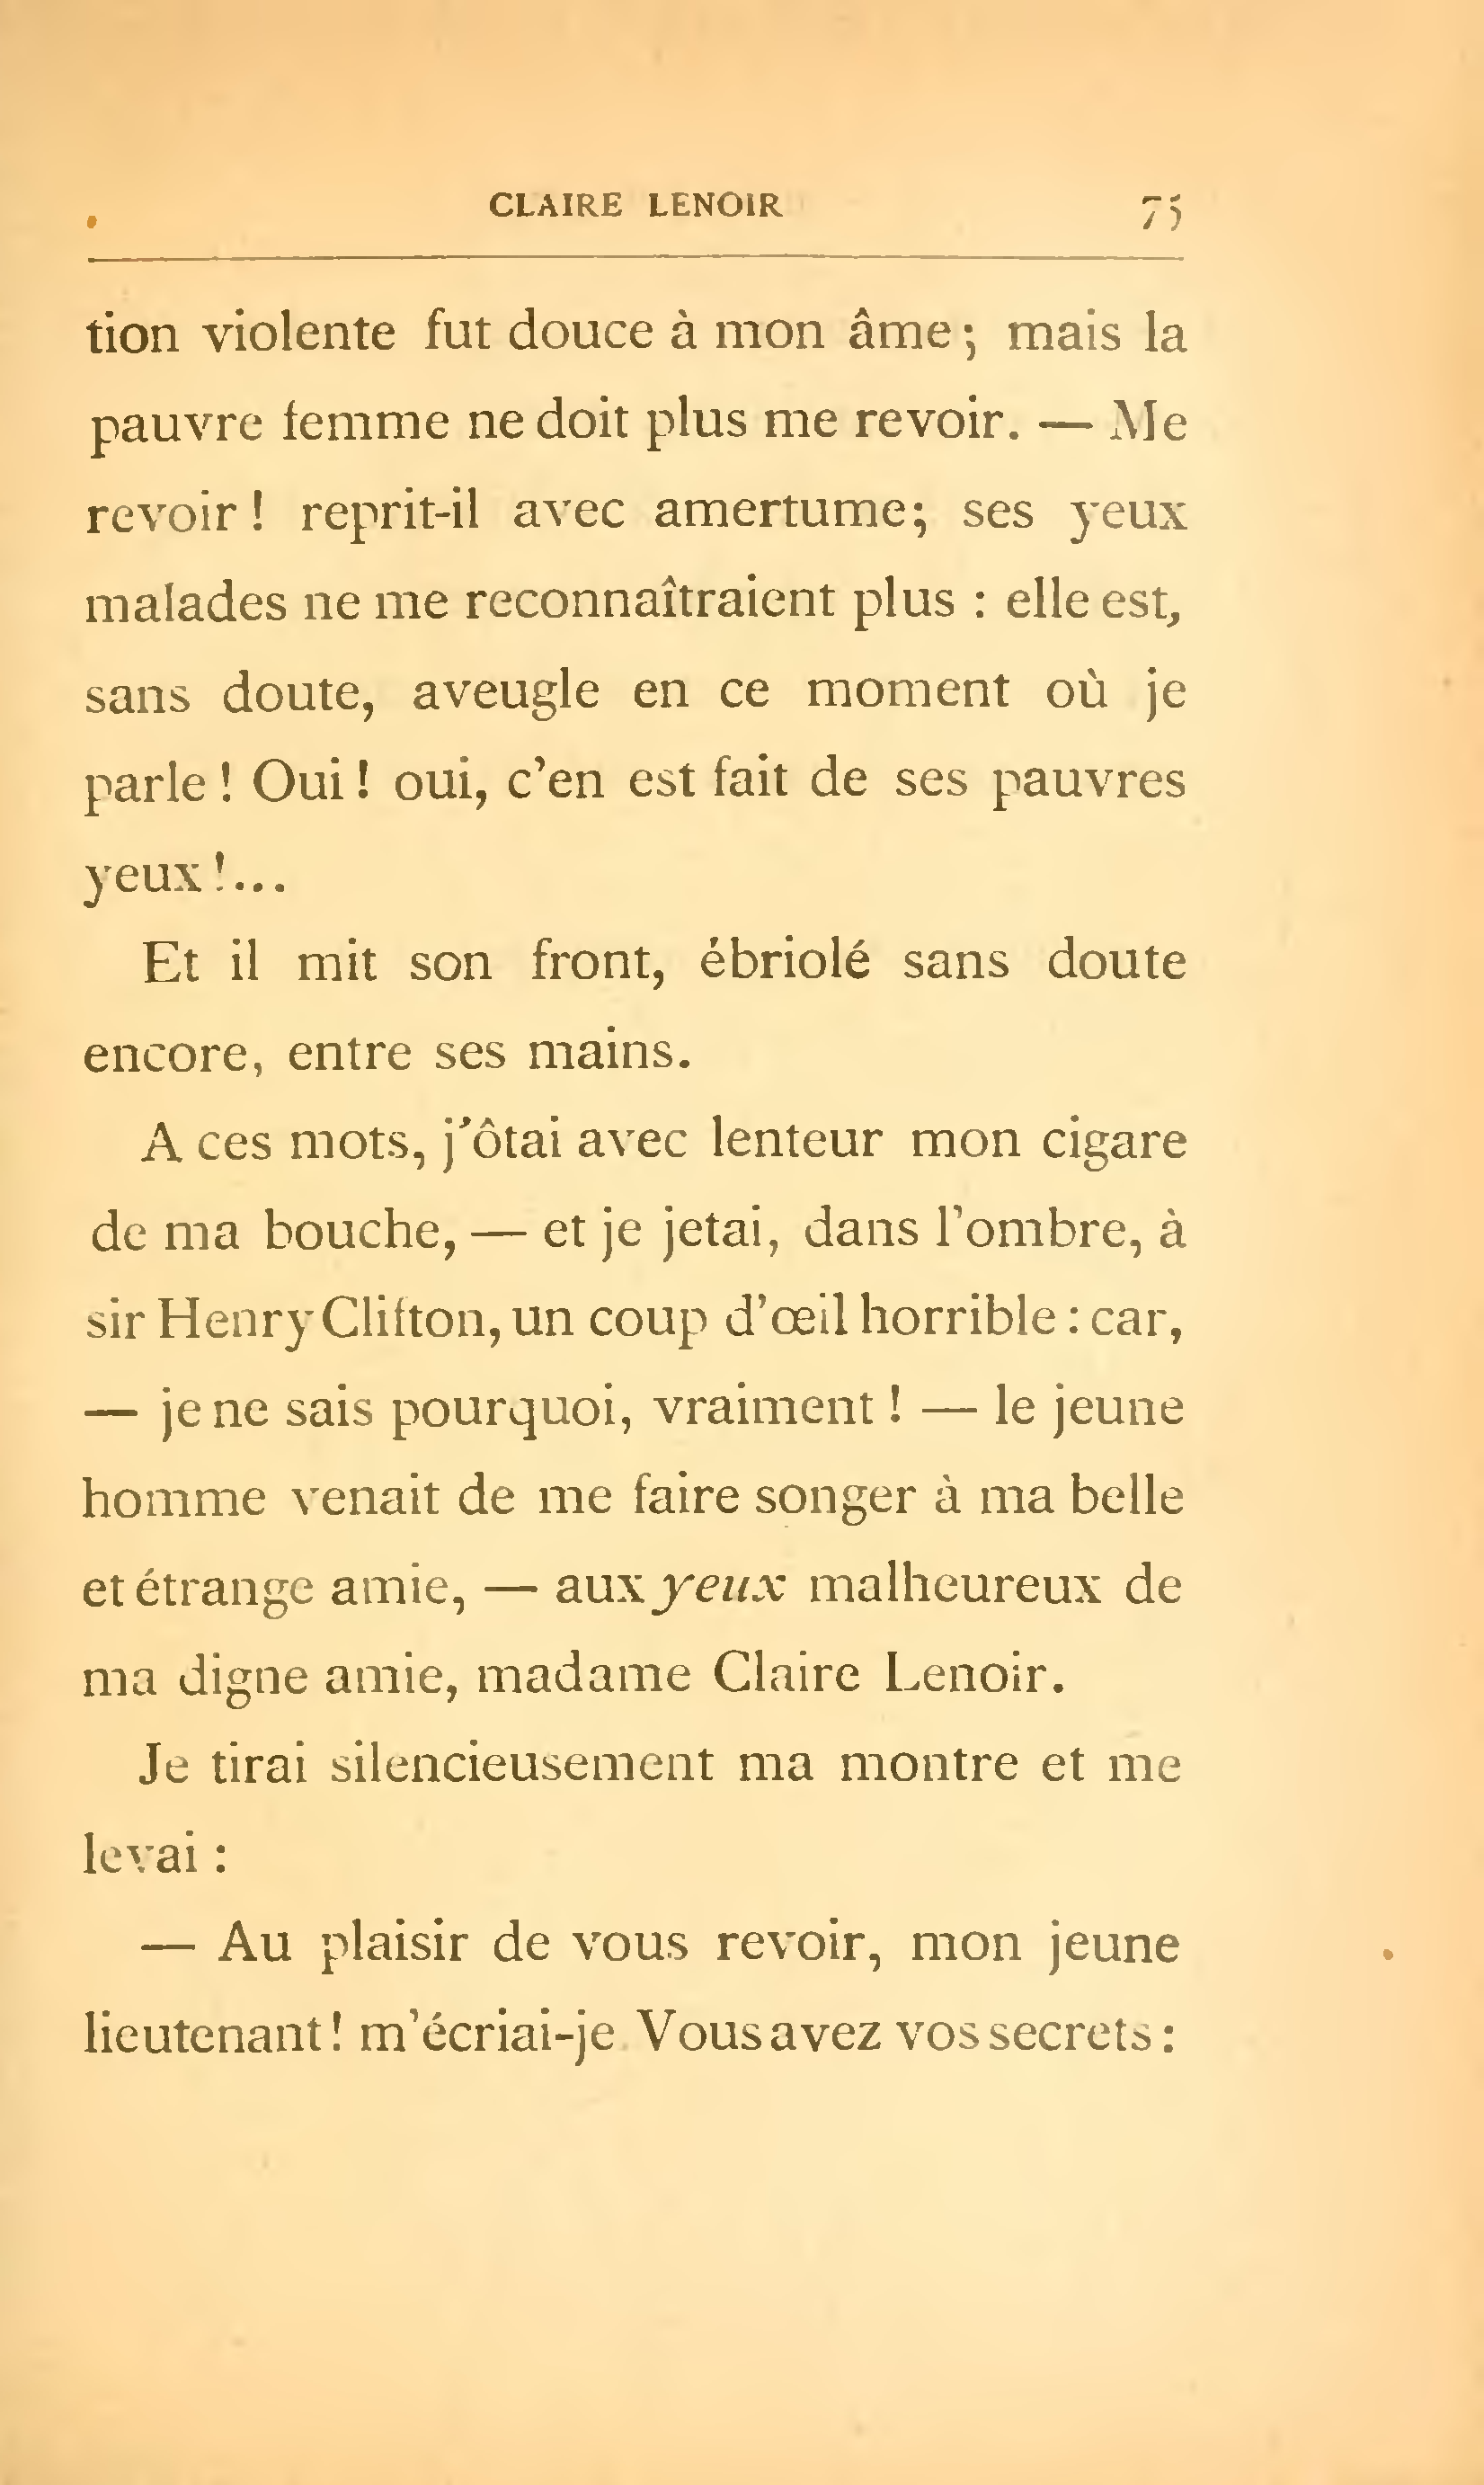 CLAIRE LENOIR 75
tion violente fut douce à mon âme; mais la
pauvre femme ne doit plus me revoir. — Me
revoir ! reprit-il avec amertume; ses yeux
malades ne me reconnaîtraient plus : elle est,
sans doute, aveugle en ce moment où je
parle ! Oui ! oui, c'en est fait de ses pauvres
yeux !...
Et il mit son front, ébriolé sans doute
encore, entre ses mains.
A ces mots, j'ôtai avec lenteur mon cigare
de ma bouche, — et je jetai, dans l'ombre, à
sir Henry Clifton, un coup d'œil horrible : car,
— je ne sais pourquoi, vraiment ! — le jeune
homme venait de me faire songer à ma belle
et étrange amie, — aux yeux malheureux de
ma digne amie, madame Claire Lenoir.
Je tirai silencieusement ma montre et me
levai :
— Au plaisir de vous revoir, mon jeune
lieutenant ! m'écriai-je. Vous avez vos secrets :